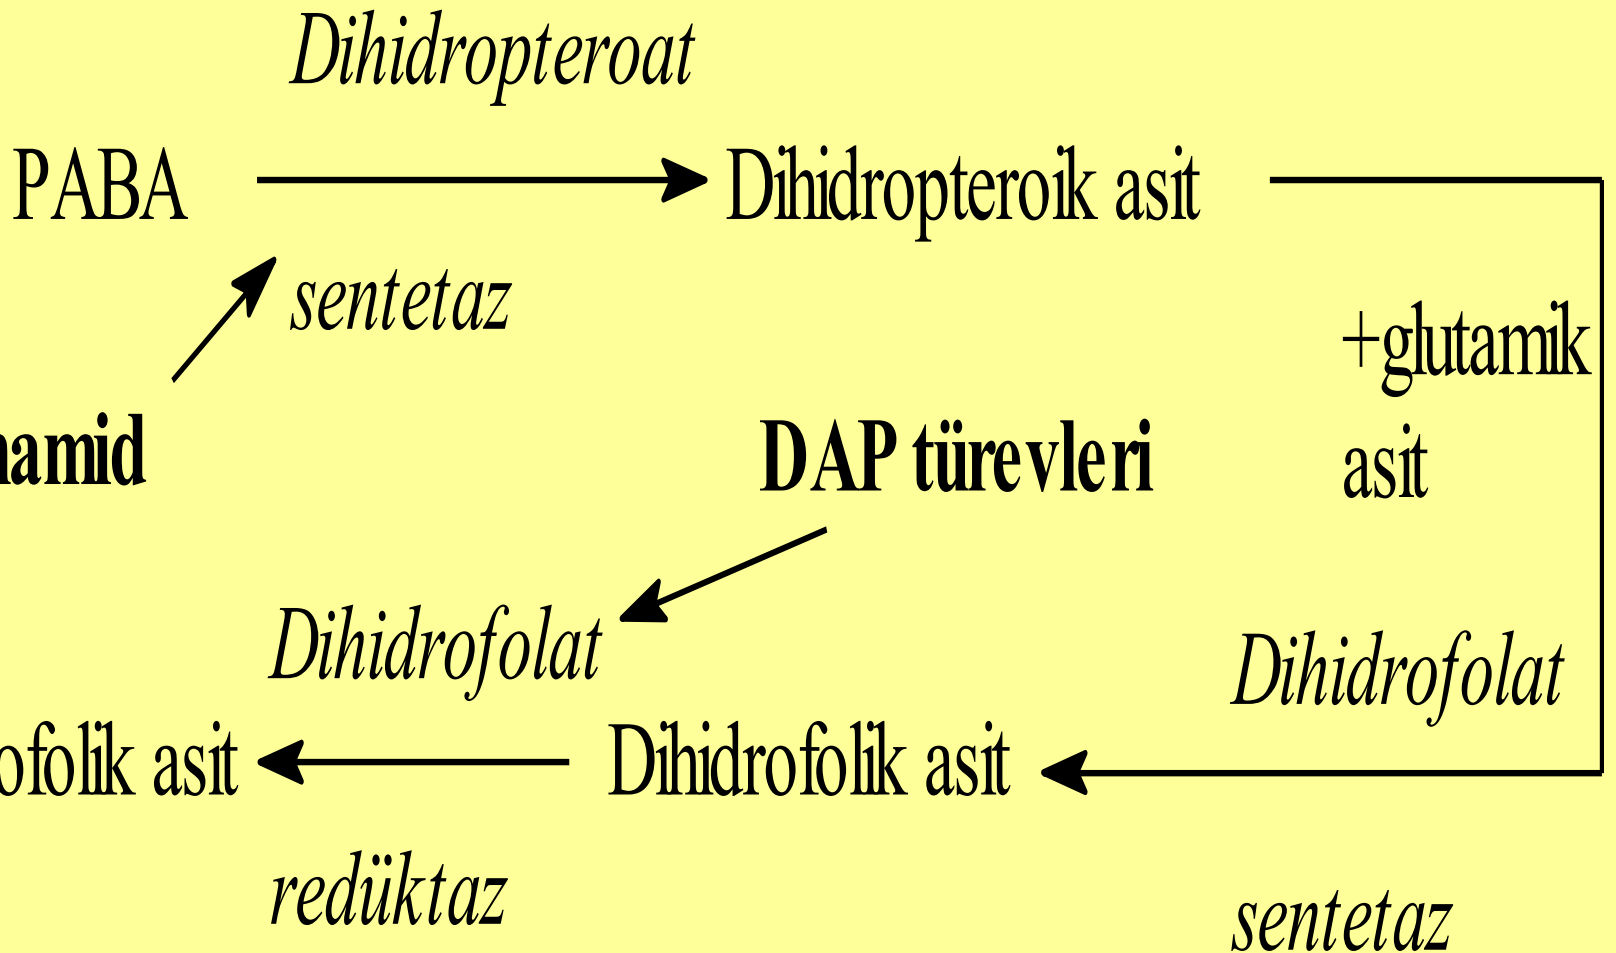 Dihidropteroat
PABA
Dihidropteroik asit
sentetaz
+glutamik
asit
amid
DAP türevleri
Dihidrofolat
Dihidrofolat
ofolik asit
Dihidrofolik asit
redüktaz
sentetaz